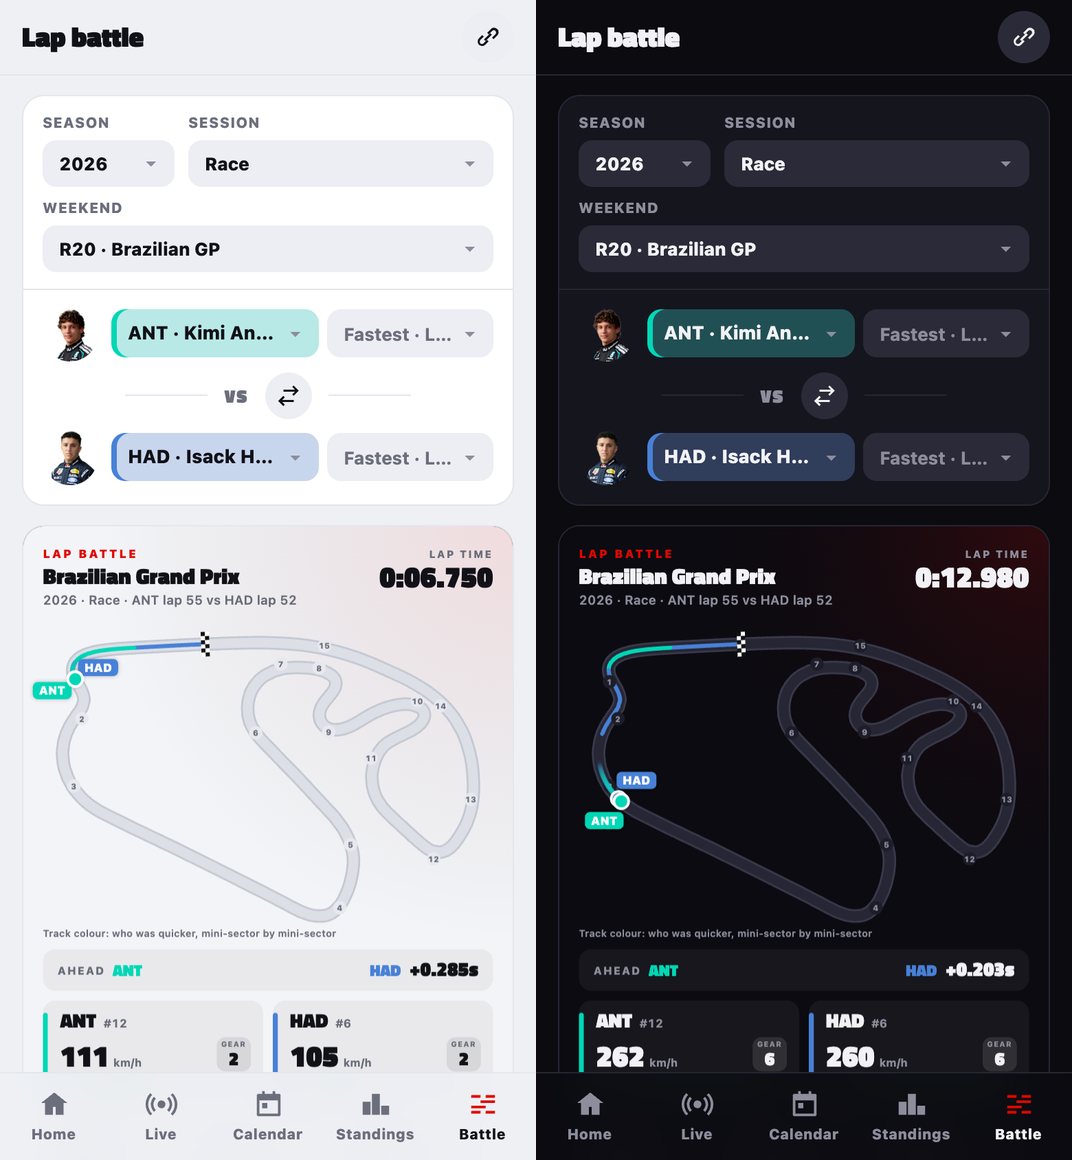 Lap battle
SEASON SESSION
2026 Race
WEEKEND
R20 · Brazilian GP
ANT · Kimi An... Fastest · L...
VS
HAD · Isack H... Fastest · L...
LAP BATTLE LAP TIME
Brazilian Grand Prix 0:06.750
2026 · Race · ANT lap 55 vs HAD lap 52
15
HAD
7
8
ANT
10
14
2
6
9
11
3
13
5
12
4
Track colour: who was quicker, mini-sector by mini-sector
AHEAD ANT HAD +0.285s
ANT #12 HAD #6
GEAR GEAR
111 km/h 2 105 km/h 2
Home Live Calendar Standings Battle
Lap battle
SEASON SESSION
2026 Race
WEEKEND
R20 · Brazilian GP
ANT · Kimi An... Fastest · L...
VS
HAD · Isack H... Fastest · L...
LAP BATTLE LAP TIME
Brazilian Grand Prix 0:12.980
2026 · Race · ANT lap 55 vs HAD lap 52
15
7
8
1
10
14
2
6
9
11
HAD
13
ANT
5
12
4
Track colour: who was quicker, mini-sector by mini-sector
AHEAD ANT HAD +0.203s
ANT #12 HAD #6
GEAR GEAR
262 km/h 6 260 km/h 6
Home Live Calendar Standings Battle